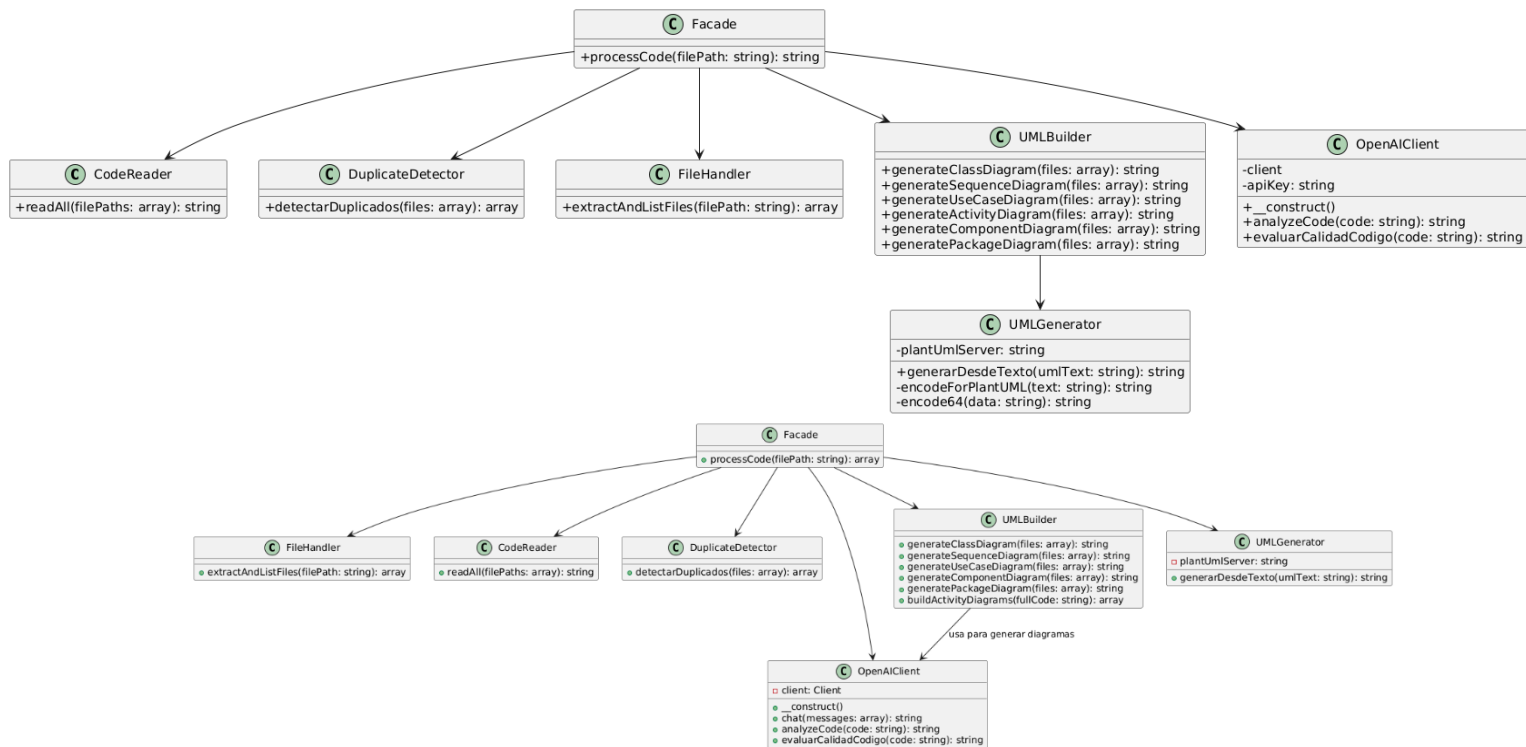 C Facade
+processCode(filePath: string): string
C CodeReader
+readAll(filePaths: array): string
C DuplicateDetector
+detectarDuplicados(files: array): array
C FileHandler
+extractAndListFiles(filePath: string): array
C UMLBuilder
+generateClassDiagram(files: array): string
+generateSequenceDiagram(files: array): string
+generateUseCaseDiagram(files: array): string
+generateActivityDiagram(files: array): string
+generateComponentDiagram(files: array): string
+generatePackageDiagram(files: array): string
C OpenAIClient
-client
-apiKey: string
+__construct()
+analyzeCode(code: string): string
+evaluarCalidadCodigo(code: string): string
C UMLGenerator
-plantUmlServer: string
+generarDesdeTexto(umlText: string): string
-encodeForPlantUML(text: string): string
-encode64(data: string): string
C Facade
processCode(filePath: string): array
C FileHandler
extractAndListFiles(filePath: string): array
C CodeReader
readAll(filePaths: array): string
C DuplicateDetector
detectarDuplicados(files: array): array
C UMLBuilder
generateClassDiagram(files: array): string
generateSequenceDiagram(files: array): string
generateUseCaseDiagram(files: array): string
generateComponentDiagram(files: array): string
generatePackageDiagram(files: array): string
buildActivityDiagrams(fullCode: string): array
C UMLGenerator
plantUmlServer: string
generarDesdeTexto(umlText: string): string
usa para generar diagramas
C OpenAIClient
client: Client
__construct()
chat(messages: array): string
analyzeCode(code: string): string
evaluarCalidadCodigo(code: string): string